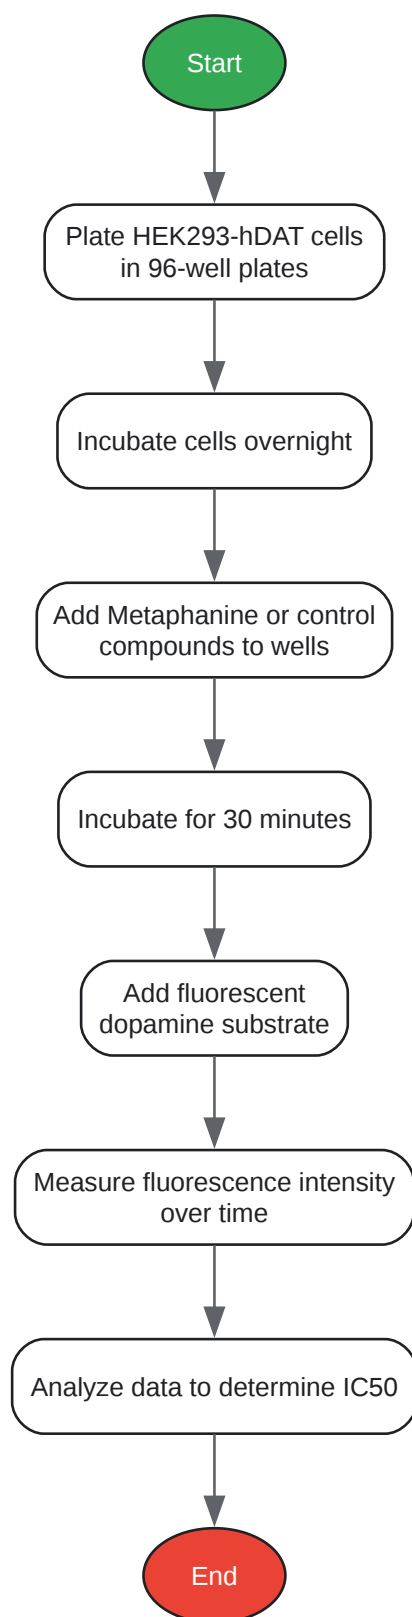 Start
Plate HEK293-hDAT cells
in 96-well plates
Incubate cells overnight
Add Metaphanine or control
compounds to wells
Incubate for 30 minutes
Add fluorescent
dopamine substrate
Measure fluorescence intensity
over time
Analyze data to determine IC50
End